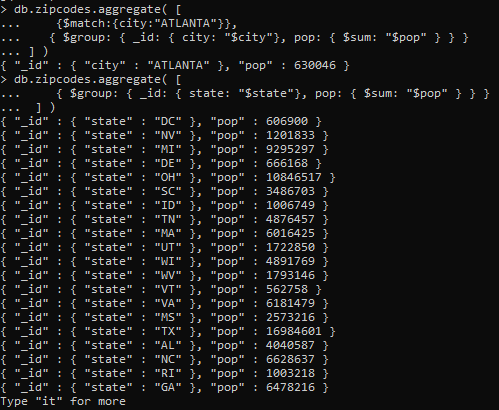 > db.zipcodes.aggregate( [
...     {$match:{city:"ATLANTA"}},
...    { $group: { _id: { city: "$city"}, pop: { $sum: "$pop" } } }
... ] )
{ "_id" : { "city" : "ATLANTA" }, "pop" : 630046 }
> db.zipcodes.aggregate( [
...     { $group: { _id: { state: "$state"}, pop: { $sum: "$pop" } } }
...  ] )
{ "_id" : { "state" : "DC" }, "pop" : 606900 }
{ "_id" : { "state" : "NV" }, "pop" : 1201833 }
{ "_id" : { "state" : "MI" }, "pop" : 9295297 }
{ "_id" : { "state" : "DE" }, "pop" : 666168 }
{ "_id" : { "state" : "OH" }, "pop" : 10846517 }
{ "_id" : { "state" : "SC" }, "pop" : 3486703 }
{ "_id" : { "state" : "ID" }, "pop" : 1006749 }
{ "_id" : { "state" : "TN" }, "pop" : 4876457 }
{ "_id" : { "state" : "MA" }, "pop" : 6016425 }
{ "_id" : { "state" : "UT" }, "pop" : 1722850 }
{ "_id" : { "state" : "WI" }, "pop" : 4891769 }
{ "_id" : { "state" : "WV" }, "pop" : 1793146 }
{ "_id" : { "state" : "VT" }, "pop" : 562758 }
{ "_id" : { "state" : "VA" }, "pop" : 6181479 }
{ "_id" : { "state" : "MS" }, "pop" : 2573216 }
{ "_id" : { "state" : "TX" }, "pop" : 16984601 }
{ "_id" : { "state" : "AL" }, "pop" : 4040587 }
{ "_id" : { "state" : "NC" }, "pop" : 6628637 }
{ "_id" : { "state" : "RI" }, "pop" : 1003218 }
{ "_id" : { "state" : "GA" }, "pop" : 6478216 }
Type "it" for more